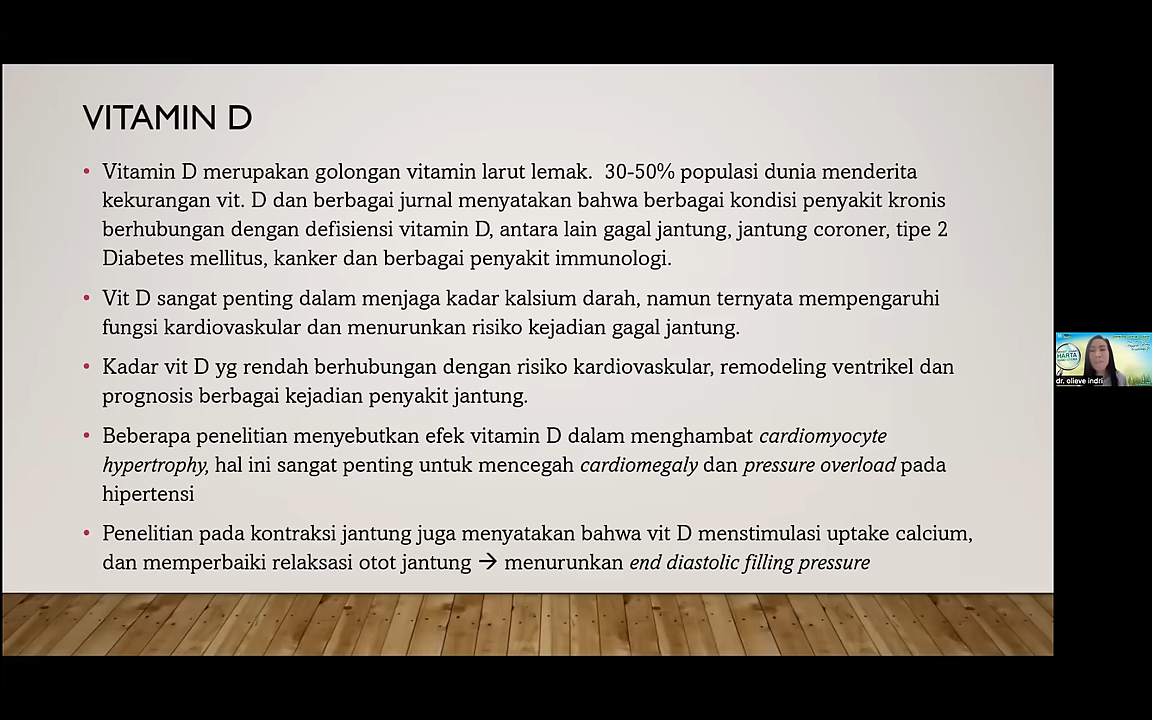 VITAMIN D
• Vitamin D merupakan golongan vitamin larut lemak.  30-50% populasi dunia menderita
kekurangan vit. D dan berbagai jurnal menyatakan bahwa berbagai kondisi penyakit kronis
berhubungan dengan defisiensi vitamin D, antara lain gagal jantung, jantung coroner, tipe 2
Diabetes mellitus, kanker dan berbagai penyakit immunologi.
• Vit D sangat penting dalam menjaga kadar kalsium darah, namun ternyata mempengaruhi
fungsi kardiovaskular dan menurunkan risiko kejadian gagal jantung.
• Kadar vit D yg rendah berhubungan dengan risiko kardiovaskular, remodeling ventrikel dan
prognosis berbagai kejadian penyakit jantung.
• Beberapa penelitian menyebutkan efek vitamin D dalam menghambat cardiomyocyte
hypertrophy, hal ini sangat penting untuk mencegah cardiomegaly dan pressure overload pada
hipertensi
• Penelitian pada kontraksi jantung juga menyatakan bahwa vit D menstimulasi uptake calcium,
dan memperbaiki relaksasi otot jantung → menurunkan end diastolic filling pressure
HARTA
dr. olieve indri